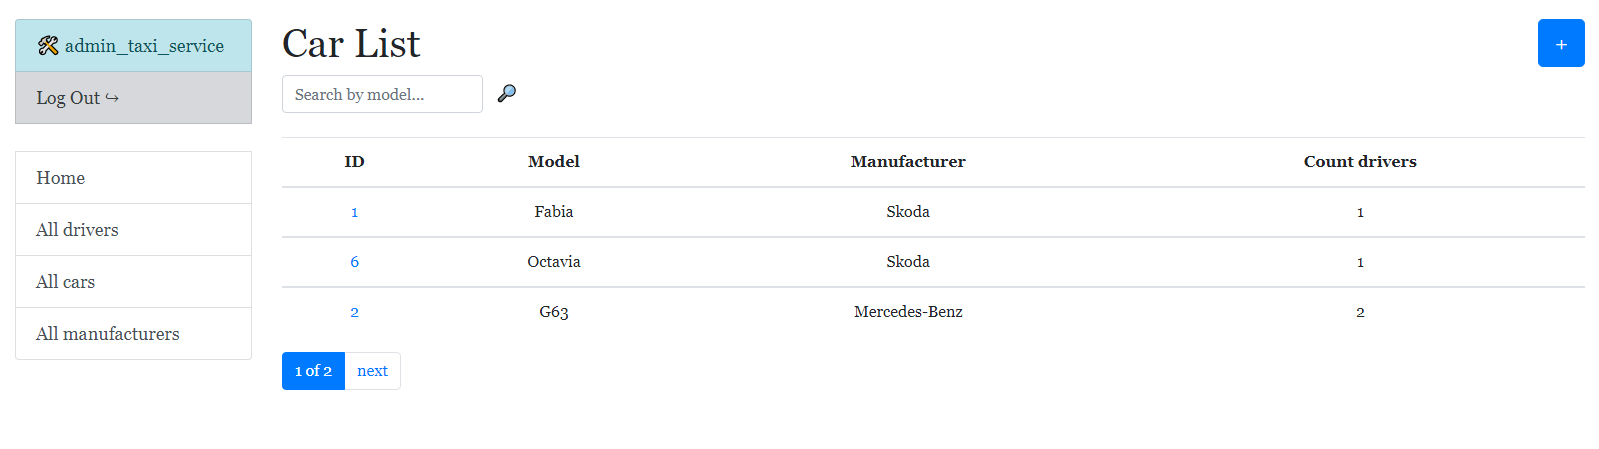 admin_taxi_service
Log Out ↪
Home
All drivers
All cars
All manufacturers
Car List
+
Search by model...
ID Model Manufacturer Count drivers
1 Fabia Skoda 1
6 Octavia Skoda 1
2 G63 Mercedes-Benz 2
1 of 2 next